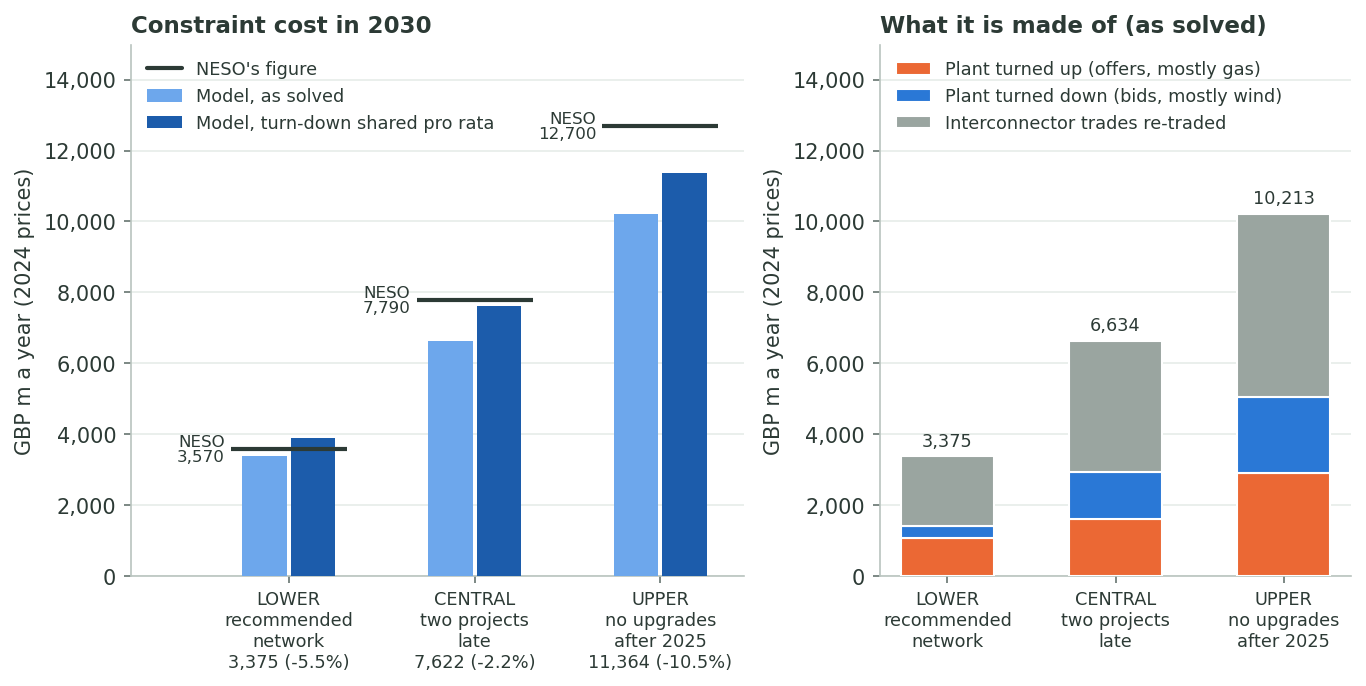 Constraint cost in 2030
GBP m a year (2024 prices)
14,000
12,000
10,000
8,000
6,000
4,000
2,000
0
NESO's figure
Model, as solved
Model, turn-down shared pro rata
NESO
3,570
NESO
7,790
NESO
12,700
LOWER
recommended
network
3,375 (-5.5%)
CENTRAL
two projects
late
7,622 (-2.2%)
UPPER
no upgrades
after 2025
11,364 (-10.5%)
What it is made of (as solved)
GBP m a year (2024 prices)
14,000
12,000
10,000
8,000
6,000
4,000
2,000
0
Plant turned up (offers, mostly gas)
Plant turned down (bids, mostly wind)
Interconnector trades re-traded
3,375
6,634
10,213
LOWER
recommended
network
CENTRAL
two projects
late
UPPER
no upgrades
after 2025